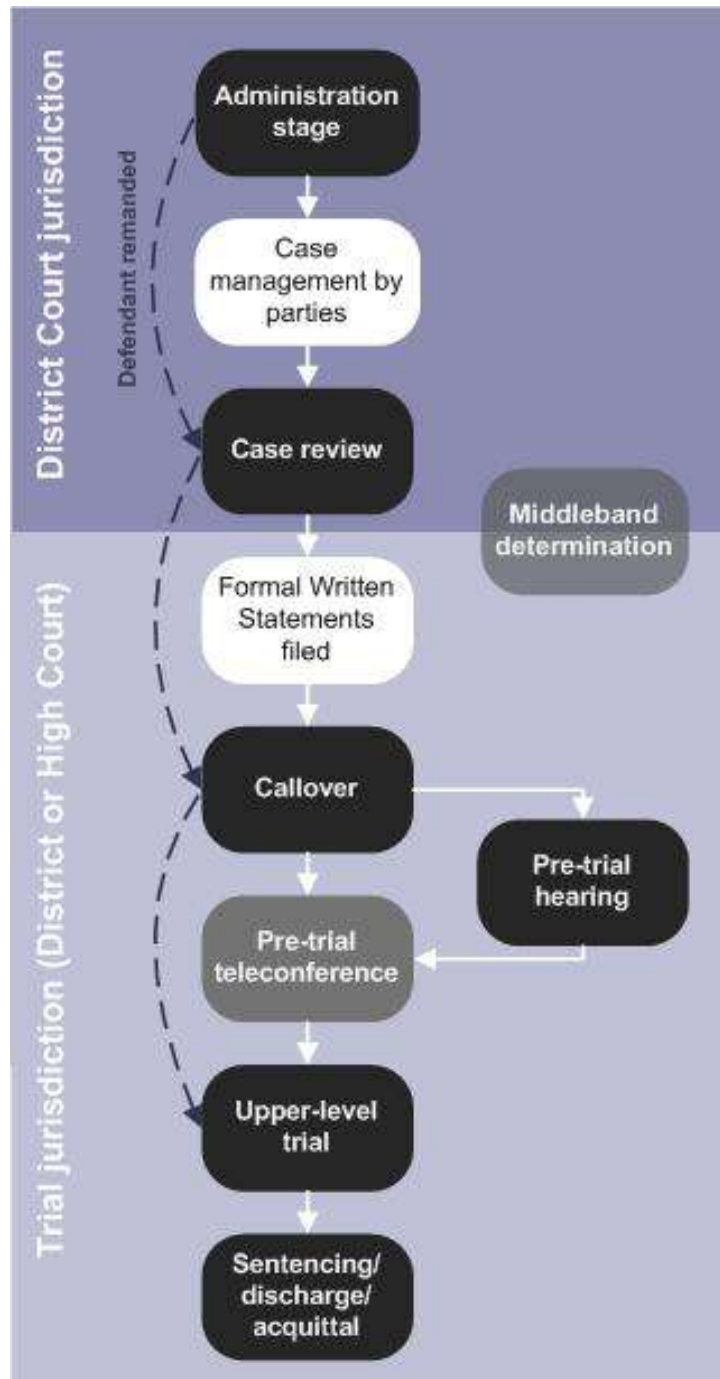 District Court jurisdiction
Administration
stage
Defendant remanded
Case
management by
parties
Case review
Middleband
determination
Trial jurisdiction (District or High Court)
Formal Written
Statements
filed
Callover
Pre-trial
hearing
Pre-trial
teleconference
Upper-level
trial
Sentencing/
discharge/
acquittal